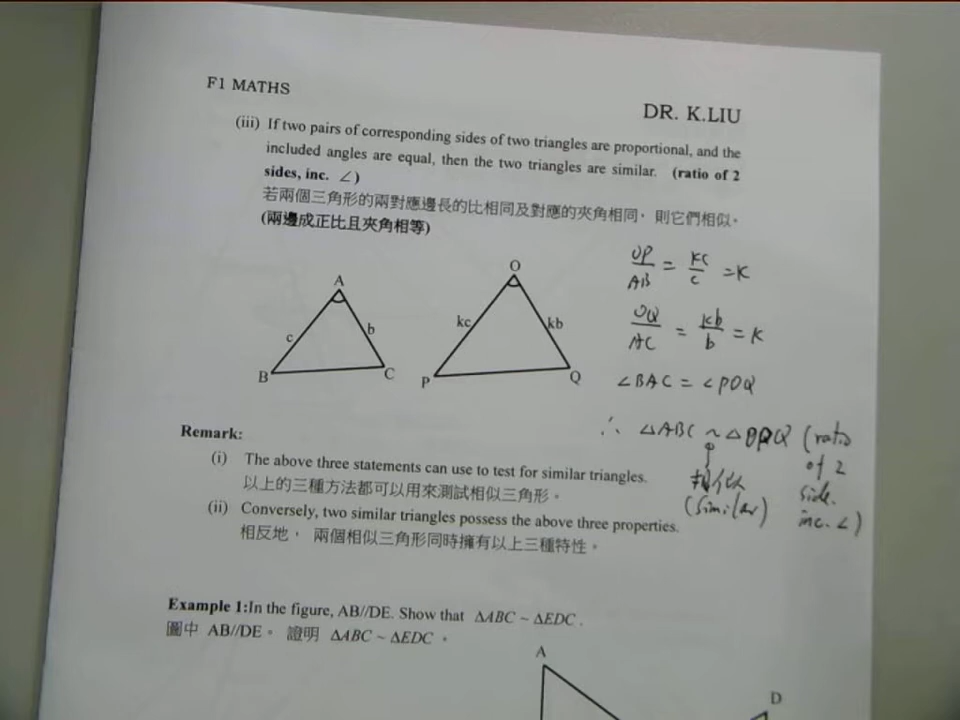 F1 MATHS
DR. K.LIU
(iii) If two pairs of corresponding sides of two triangles are proportional, and the
included angles are equal, then the two triangles are similar. (ratio of 2
sides, inc. ∠)
若兩個三角形的兩對應邊長的比相同及對應的夾角相同，則它們相似。
(兩邊成正比且夾角相等)
A
c
b
B
C
O
kc
kb
P
Q
OP/AB = kc/c = k
OQ/AC = kb/b = k
∠BAC = ∠POQ
∴ △ABC ~ △OPQ (ratio
of 2
side.
inc. ∠)
相似
(similar)
Remark:
(i) The above three statements can use to test for similar triangles.
以上的三種方法都可以用來測試相似三角形。
(ii) Conversely, two similar triangles possess the above three properties.
相反地， 兩個相似三角形同時擁有以上三種特性。
Example 1:In the figure, AB//DE. Show that ΔABC ~ ΔEDC .
圖中 AB//DE。 證明 ΔABC ~ ΔEDC 。
A
D